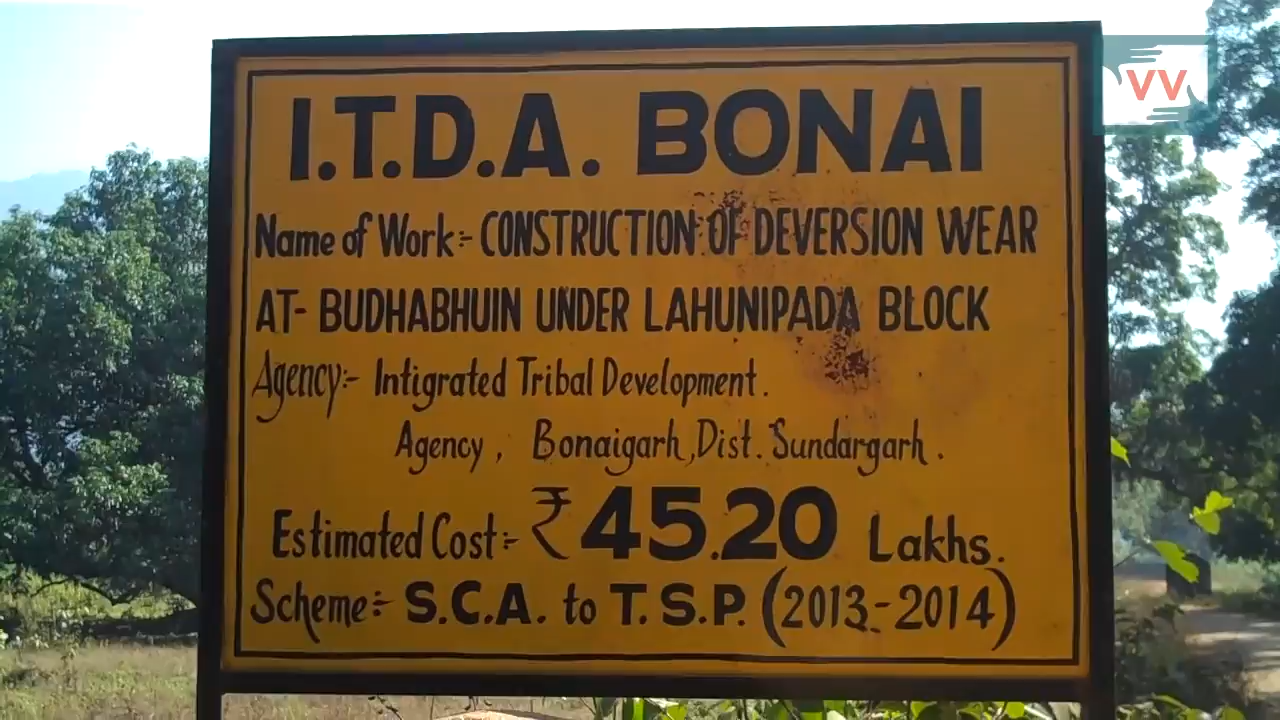 I.T.D.A. BONAI
Name of Work:- CONSTRUCTION OF DEVERSION WEAR
AT- BUDHABHUIN UNDER LAHUNIPADA BLOCK
Agency:- Intigrated Tribal Development.
Agency, Bonaigarh, Dist. Sundargarh.
Estimated Cost:- ₹ 45.20 Lakhs.
Scheme:- S.C.A. to T.S.P. (2013-2014)
VV